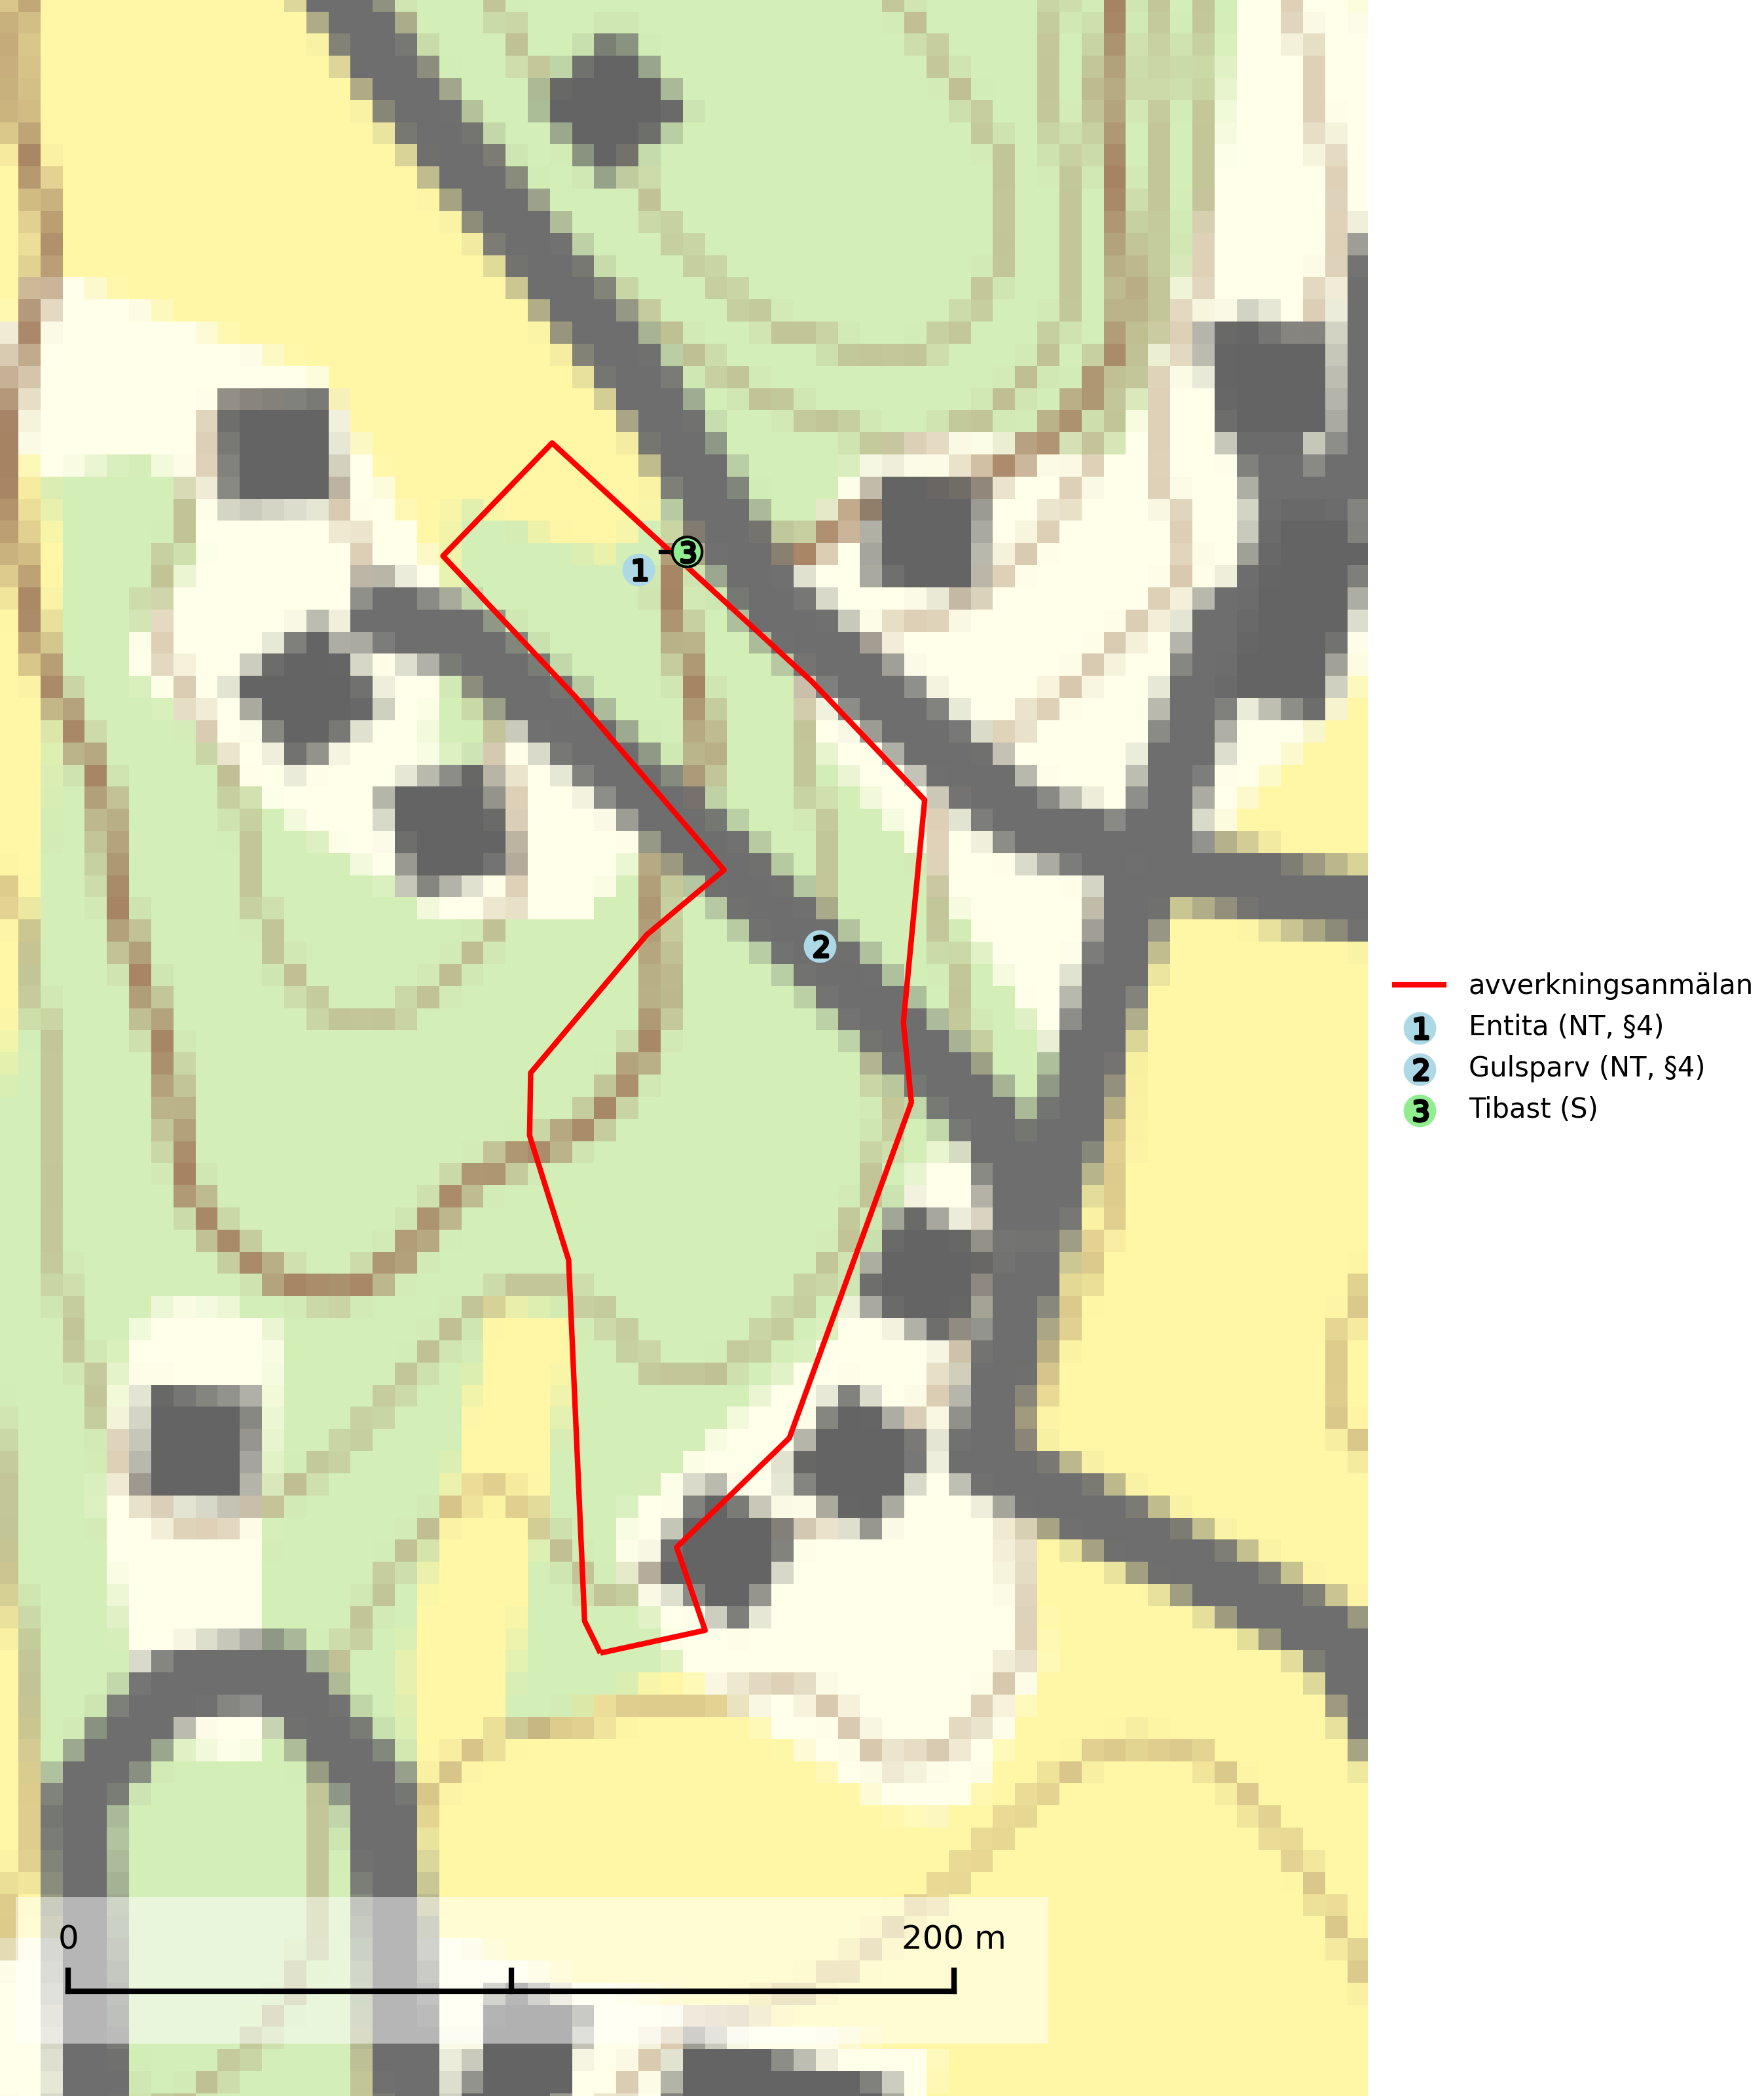 3
1
2
avverkningsanmälan
1 Entita (NT, §4)
2 Gulsparv (NT, §4)
3 Tibast (S)
0 200 m